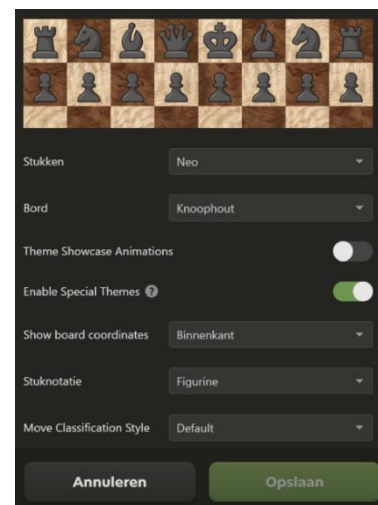 Stukken Neo
Bord Knoophout
Theme Showcase Animations
Enable Special Themes ?
Show board coordinates Binnenkant
Stuknotatie Figurine
Move Classification Style Default
Annuleren Opslaan